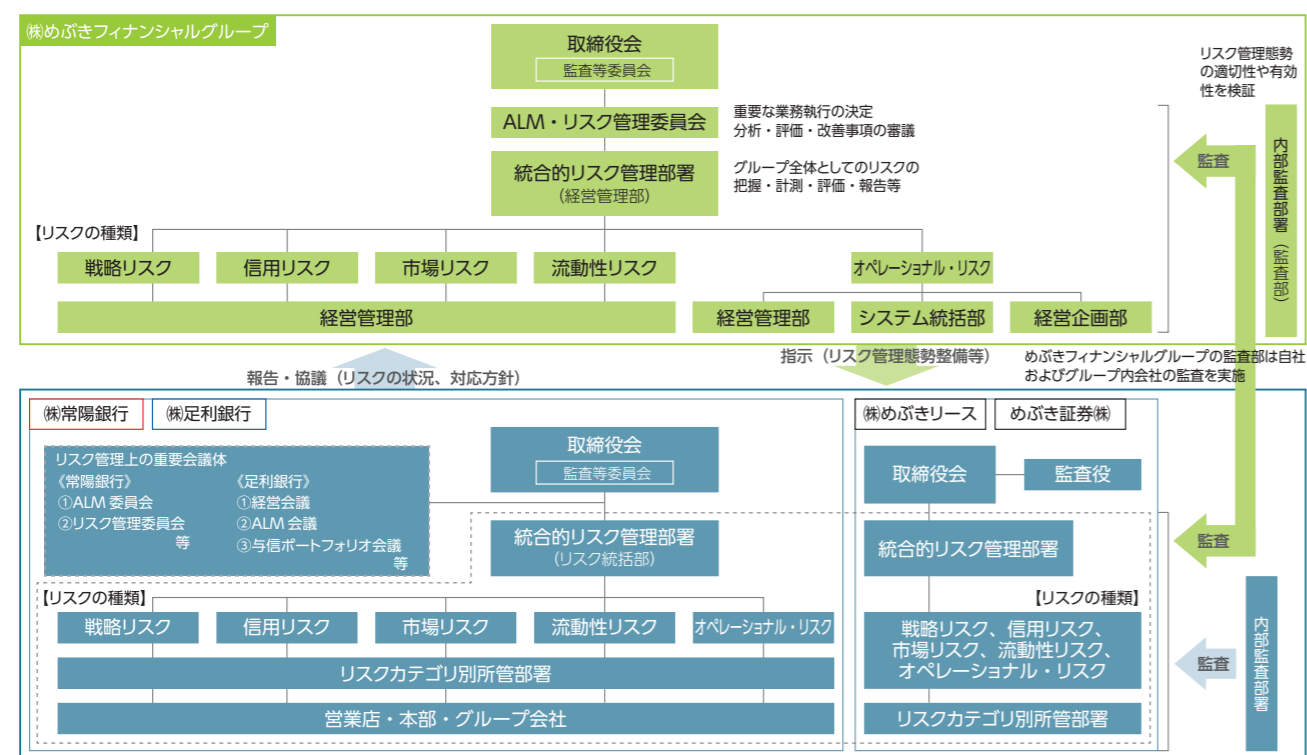 ㈱めぶきフィナンシャルグループ
取締役会
監査等委員会
ALM・リスク管理委員会
重要な業務執行の決定
分析・評価・改善事項の審議
統合的リスク管理部署
（経営管理部）
グループ全体としてのリスクの
把握・計測・評価・報告等
リスク管理態勢
の適切性や有効
性を検証
監査
内部監査部署（監査部）
【リスクの種類】
戦略リスク
信用リスク
市場リスク
流動性リスク
オペレーショナル・リスク
経営管理部
経営管理部
システム統括部
経営企画部
報告・協議（リスクの状況、対応方針）
指示（リスク管理態勢整備等）
めぶきフィナンシャルグループの監査部は自社
およびグループ内会社の監査を実施
㈱常陽銀行
㈱足利銀行
リスク管理上の重要会議体
《常陽銀行》
①ALM 委員会
②リスク管理委員会
等
《足利銀行》
①経営会議
②ALM 会議
③与信ポートフォリオ会議
等
取締役会
監査等委員会
統合的リスク管理部署
（リスク統括部）
【リスクの種類】
戦略リスク
信用リスク
市場リスク
流動性リスク
オペレーショナル・リスク
リスクカテゴリ別所管部署
営業店・本部・グループ会社
㈱めぶきリース
めぶき証券㈱
取締役会
監査役
統合的リスク管理部署
【リスクの種類】
戦略リスク、信用リスク、
市場リスク、流動性リスク、
オペレーショナル・リスク
リスクカテゴリ別所管部署
監査
監査
内部監査部署